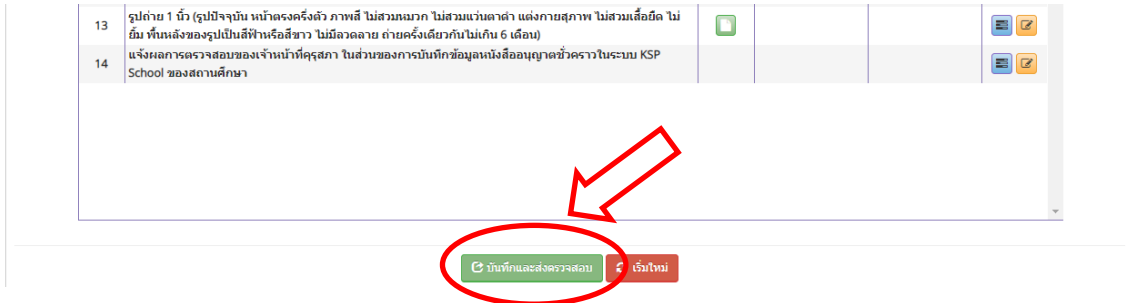 13
รูปถ่าย 1 นิ้ว (รูปปัจจุบัน หน้าตรงครึ่งตัว ภาพสี ไม่สวมหมวก ไม่สวมแว่นตาดำ แต่งกายสุภาพ ไม่สวมเสื้อยืด ไม่
ยิ้ม พื้นหลังของรูปเป็นสีฟ้าหรือสีขาว ไม่มีลวดลาย ถ่ายครั้งเดียวกันไม่เกิน 6 เดือน)
14
แจ้งผลการตรวจสอบของเจ้าหน้าที่คุรุสภา ในส่วนของการบันทึกข้อมูลหนังสืออนุญาตชั่วคราวในระบบ KSP
School ของสถานศึกษา
บันทึกและส่งตรวจสอบ
เริ่มใหม่